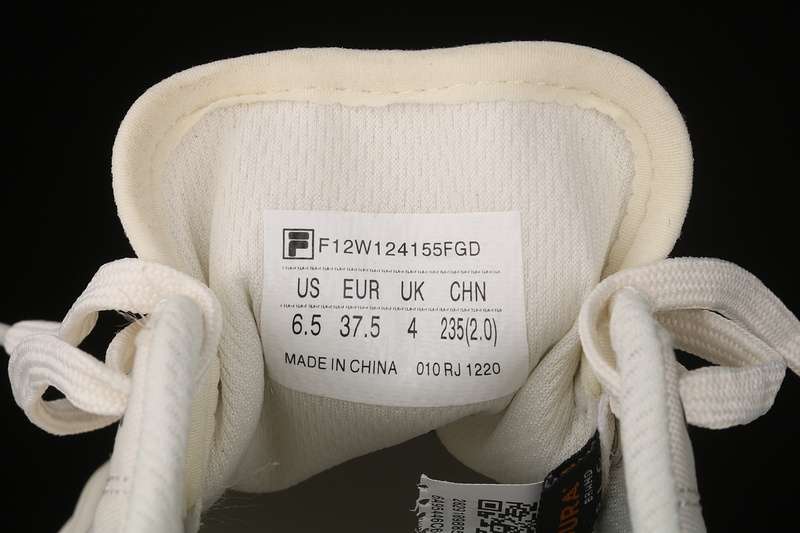 F F12W124155FGD
US EUR UK CHN
6.5 37.5 4 235(2.0)
MADE IN CHINA 010 RJ 1220
BRAND